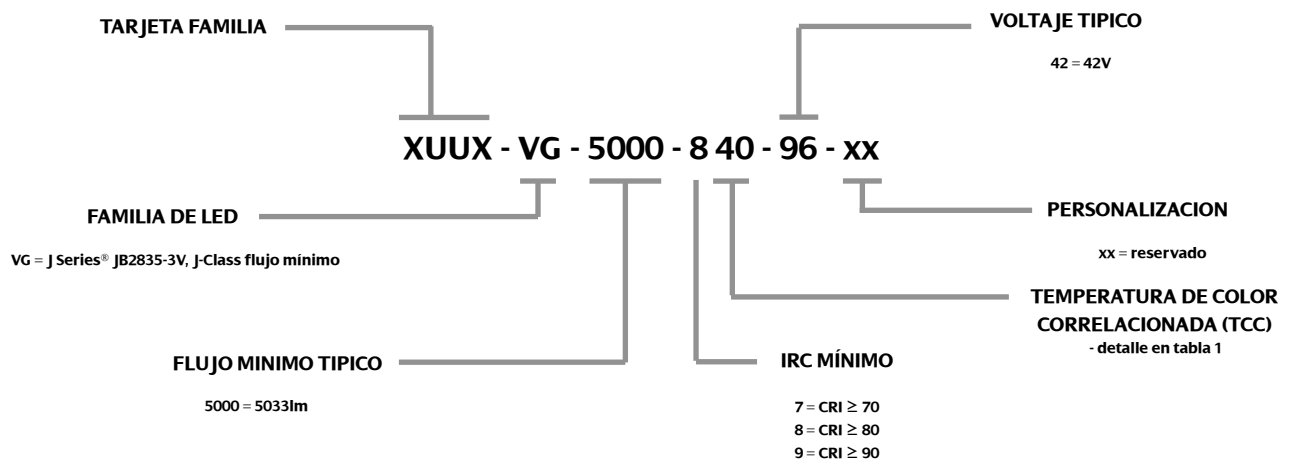 TARJETA FAMILIA
VOLTAJE TIPICO
42 = 42V
XUUX - VG - 5000 - 8 40 - 96 - xx
FAMILIA DE LED
VG = J Series® JB2835-3V, J-Class flujo mínimo
PERSONALIZACION
xx = reservado
TEMPERATURA DE COLOR
CORRELACIONADA (TCC)
- detalle en tabla 1
FLUJO MINIMO TIPICO
5000 = 5033lm
IRC MÍNIMO
7 = CRI ≥ 70
8 = CRI ≥ 80
9 = CRI ≥ 90